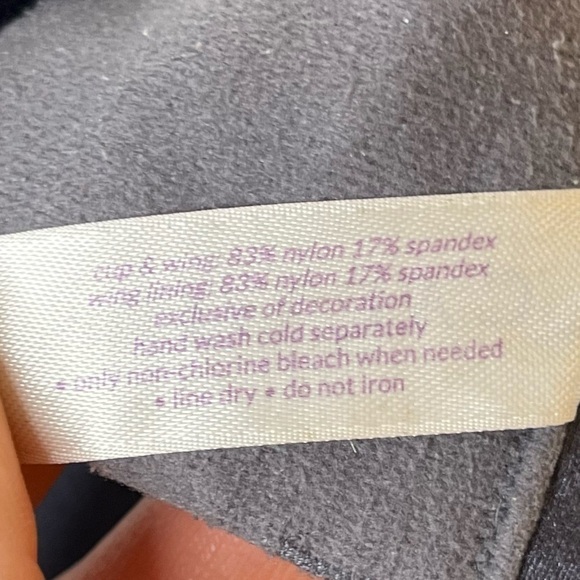 cup & wing: 83% nylon 17% spandex
wing lining: 83% nylon 17% spandex
exclusive of decoration
hand wash cold separately
• only non-chlorine bleach when needed
• line dry • do not iron